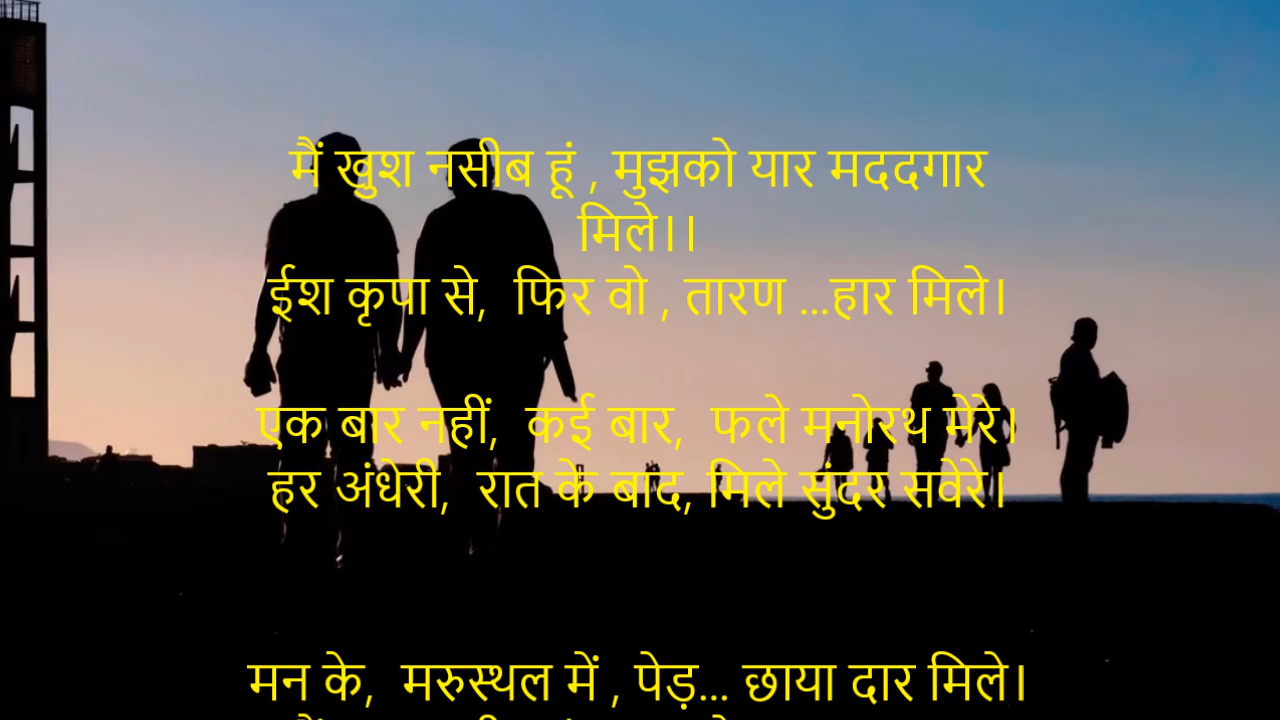 मैं खुश नसीब हूं , मुझको यार मददगार
मिले।।
ईश कृपा से,  फिर वो , तारण ...हार मिले।
एक बार नहीं,  कई बार,  फले मनोरथ मेरे।
हर अंधेरी,  रात के बाद, मिले सुंदर सवेरे।
मन के,  मरुस्थल में , पेड़... छाया दार मिले।